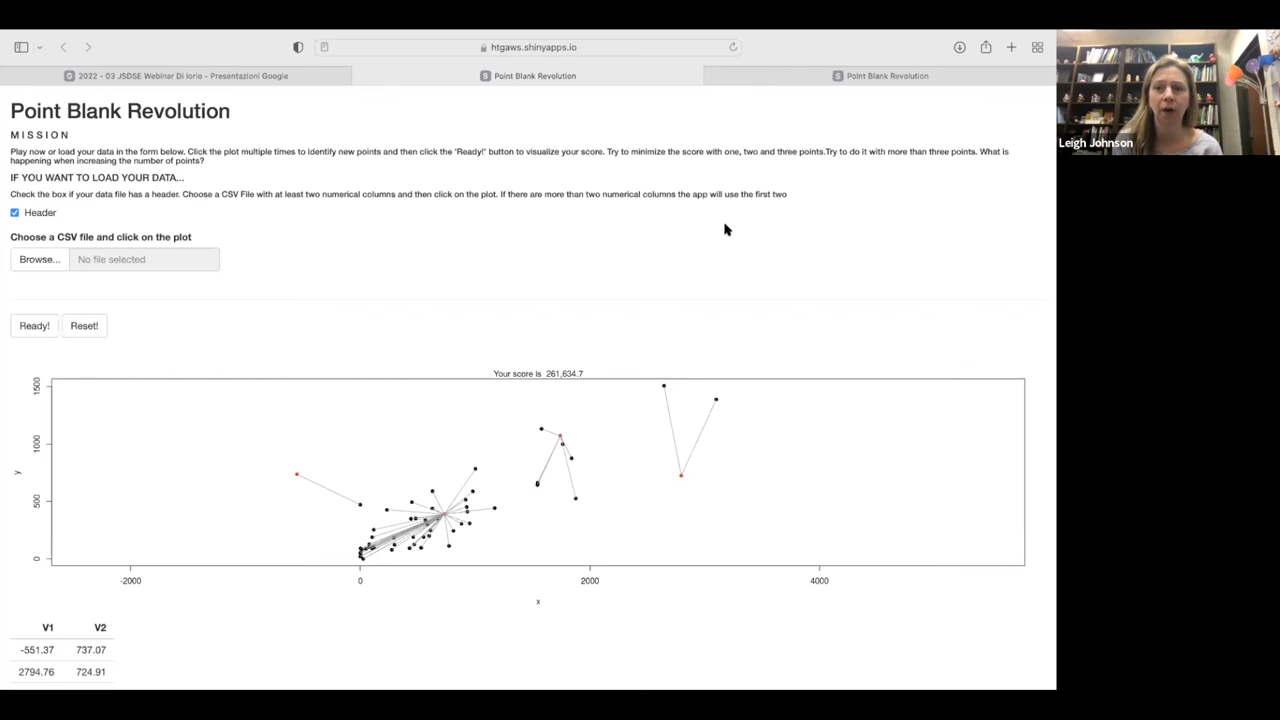 htgaws.shinyapps.io
2022 - 03 JSDSE Webinar Di Iorio - Presentazioni Google
Point Blank Revolution
Point Blank Revolution
Leigh Johnson
Point Blank Revolution
MISSION
Play now or load your data in the form below. Click the plot multiple times to identify new points and then click the 'Ready!' button to visualize your score. Try to minimize the score with one, two and three points.Try to do it with more than three points. What is
happening when increasing the number of points?
IF YOU WANT TO LOAD YOUR DATA...
Check the box if your data file has a header. Choose a CSV File with at least two numerical columns and then click on the plot. If there are more than two numerical columns the app will use the first two
Header
Choose a CSV file and click on the plot
Browse... No file selected
Ready! Reset!
Your score is 261,634.7
1500
1000
500
0
y
-2000 0 2000 4000
x
V1 V2
-551.37 737.07
2794.76 724.91